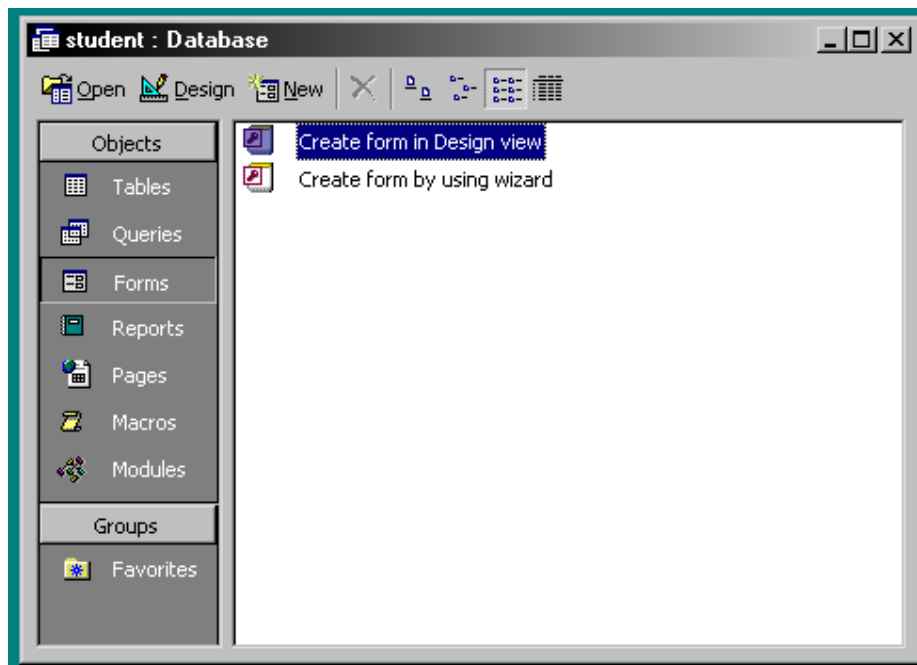 student : Database
Open Design New
Objects
Tables
Queries
Forms
Reports
Pages
Macros
Modules
Groups
Favorites
Create form in Design view
Create form by using wizard